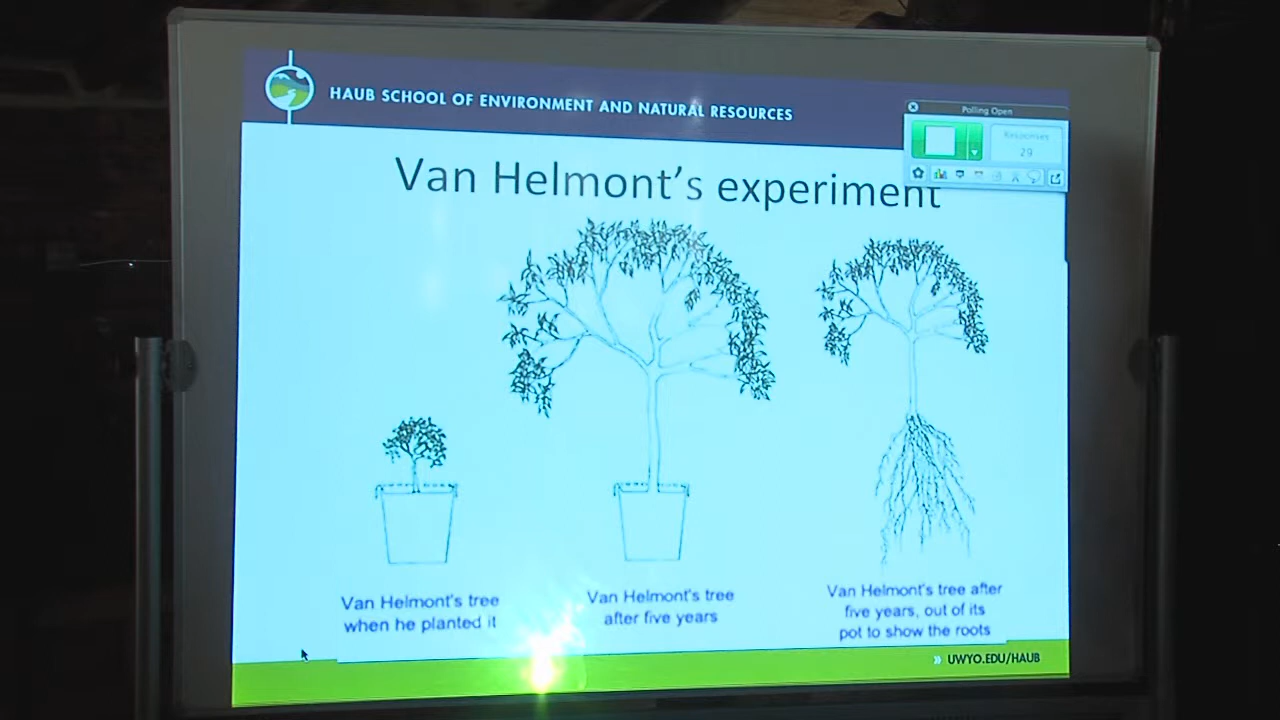 HAUB SCHOOL OF ENVIRONMENT AND NATURAL RESOURCES
Polling Open
Responses
29
Van Helmont's experiment
Van Helmont's tree
when he planted it
Van Helmont's tree
after five years
Van Helmont's tree after
five years, out of its
pot to show the roots
» UWYO.EDU/HAUB